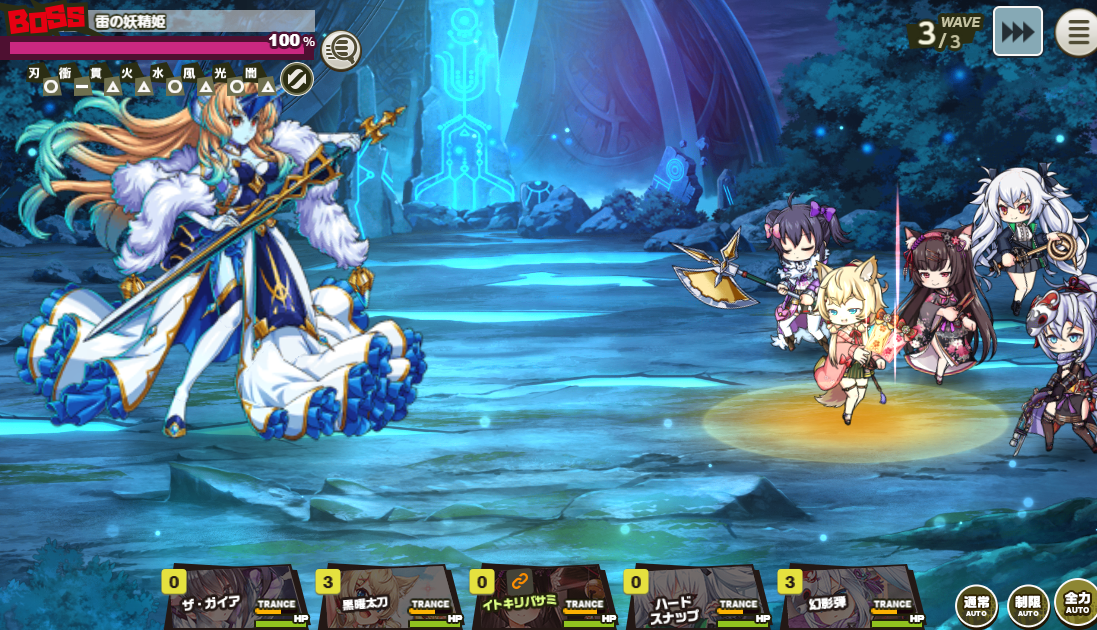 BOSS 雷の妖精姫
100%
刃 衝 貫 火 水 風 光 闇
WAVE
3/3
0
ザ・ガイア
TRANCE
HP
3
黒曜太刀
TRANCE
HP
0
イトキリバサミ
TRANCE
HP
0
ハード
スナップ
TRANCE
HP
3
幻影弾
TRANCE
HP
通常
AUTO
制限
AUTO
全力
AUTO